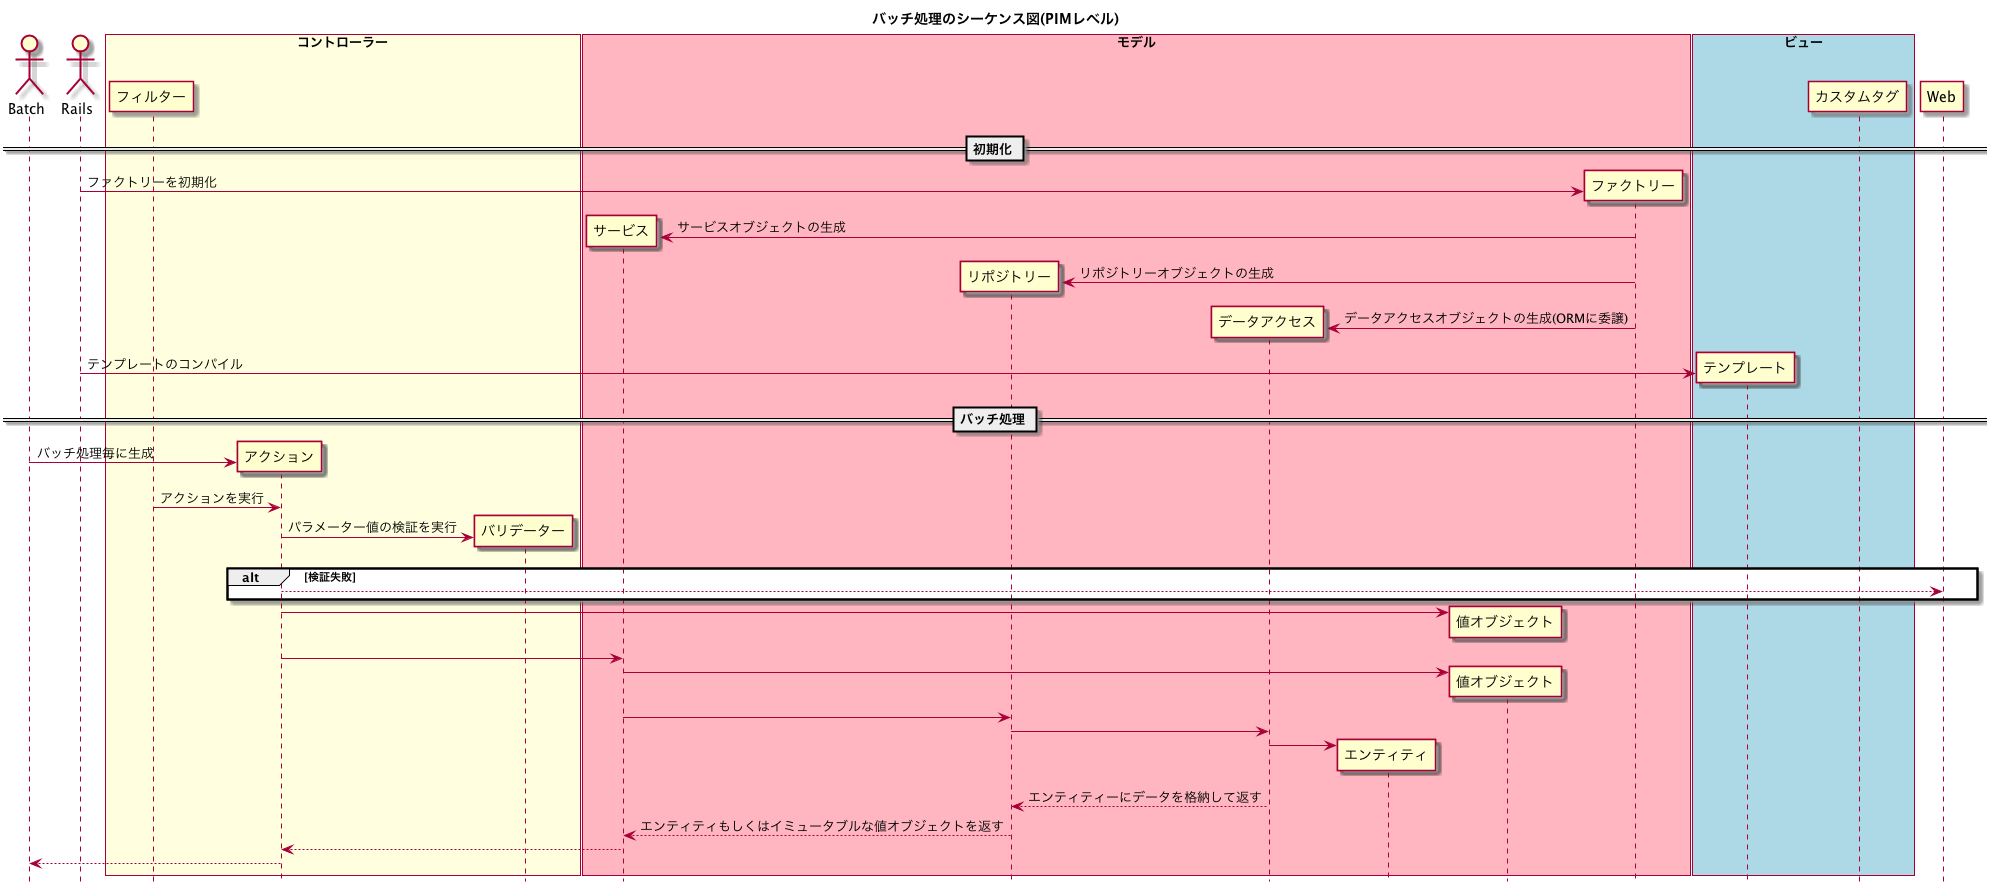 バッチ処理のシーケンス図(PIMレベル)
コントローラー
モデル
ビュー
Batch
Rails
フィルター
カスタムタグ
Web
初期化
ファクトリーを初期化
ファクトリー
サービス
サービスオブジェクトの生成
リポジトリー
リポジトリーオブジェクトの生成
データアクセス
データアクセスオブジェクトの生成(ORMに委譲)
テンプレートのコンパイル
テンプレート
バッチ処理
バッチ処理毎に生成
アクション
アクションを実行
パラメーター値の検証を実行
バリデーター
alt
[検証失敗]
値オブジェクト
値オブジェクト
エンティティ
エンティティーにデータを格納して返す
エンティティもしくはイミュータブルな値オブジェクトを返す